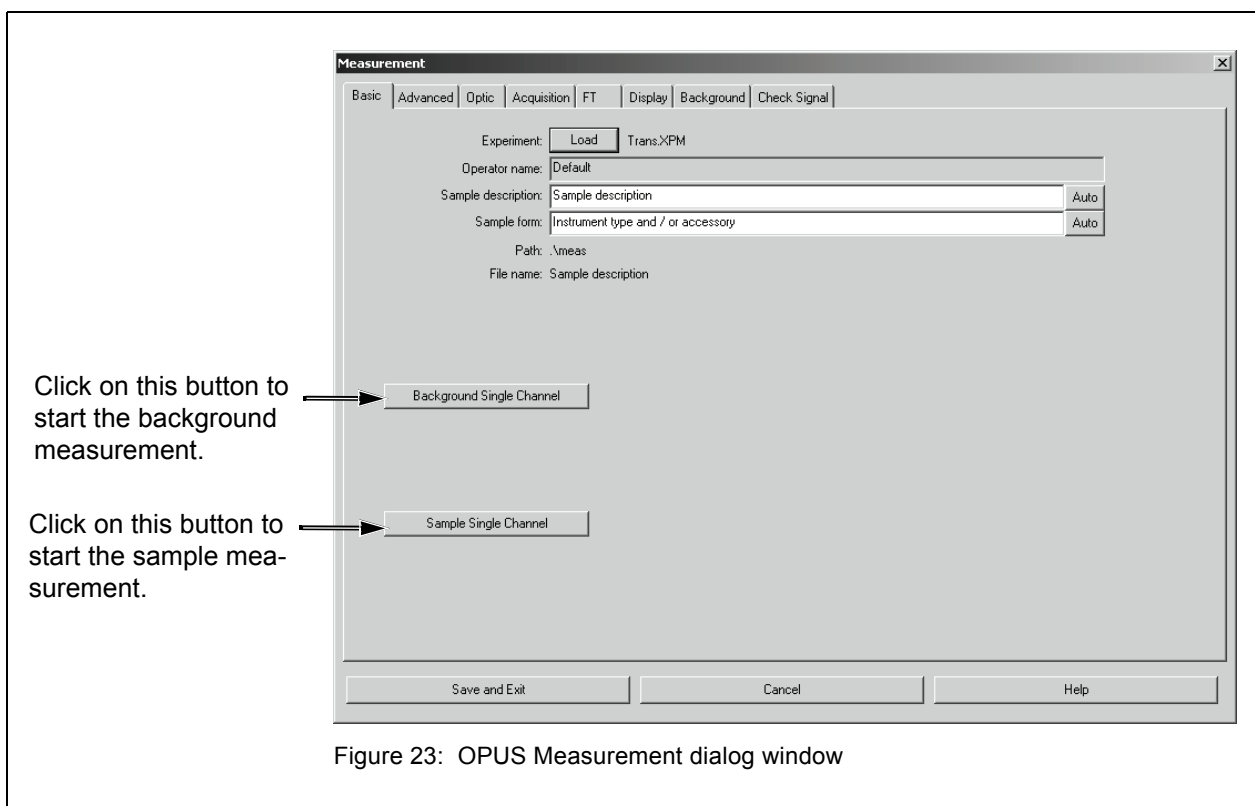 Measurement
Basic Advanced Optic Acquisition FT Display Background Check Signal
Experiment: Load Trans.XPM
Operator name: Default
Sample description: Sample description Auto
Sample form: Instrument type and / or accessory Auto
Path: .\meas
File name: Sample description
Click on this button to
start the background
measurement.
Background Single Channel
Click on this button to
start the sample mea-
surement.
Sample Single Channel
Save and Exit Cancel Help
Figure 23: OPUS Measurement dialog window